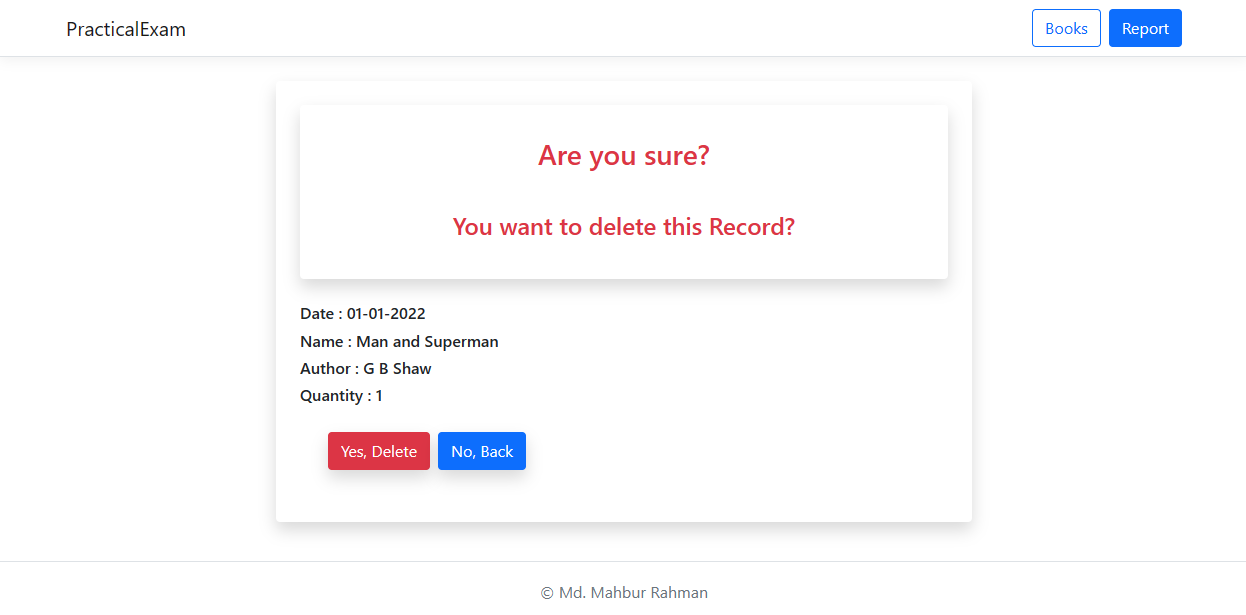 PracticalExam
Books
Report
Are you sure?
You want to delete this Record?
Date : 01-01-2022
Name : Man and Superman
Author : G B Shaw
Quantity : 1
Yes, Delete
No, Back
© Md. Mahbur Rahman